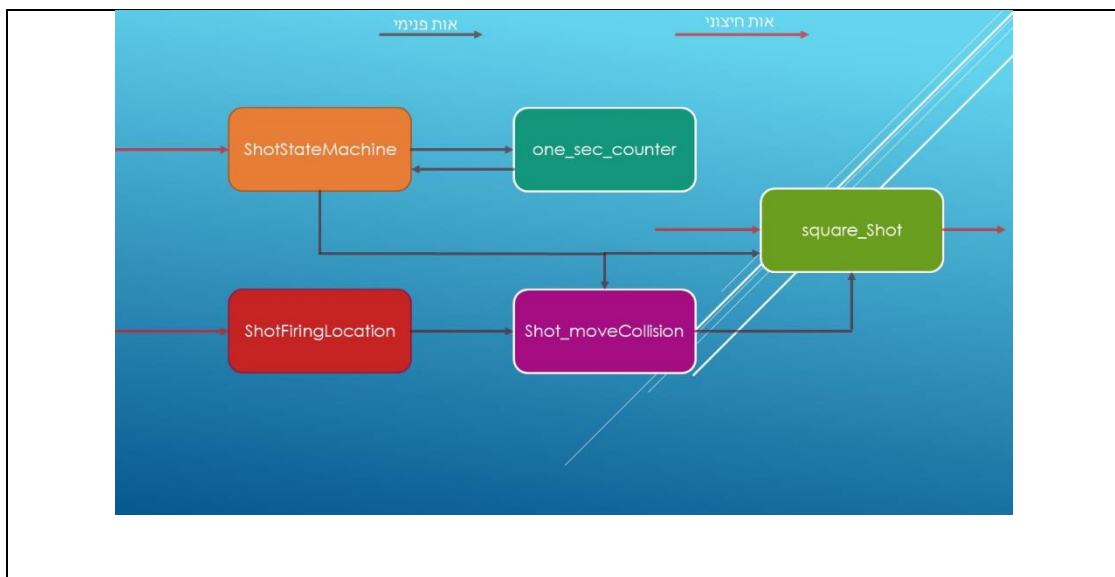 אות פנימי
אות חיצוני
ShotStateMachine
one_sec_counter
square_Shot
ShotFiringLocation
Shot_moveCollision